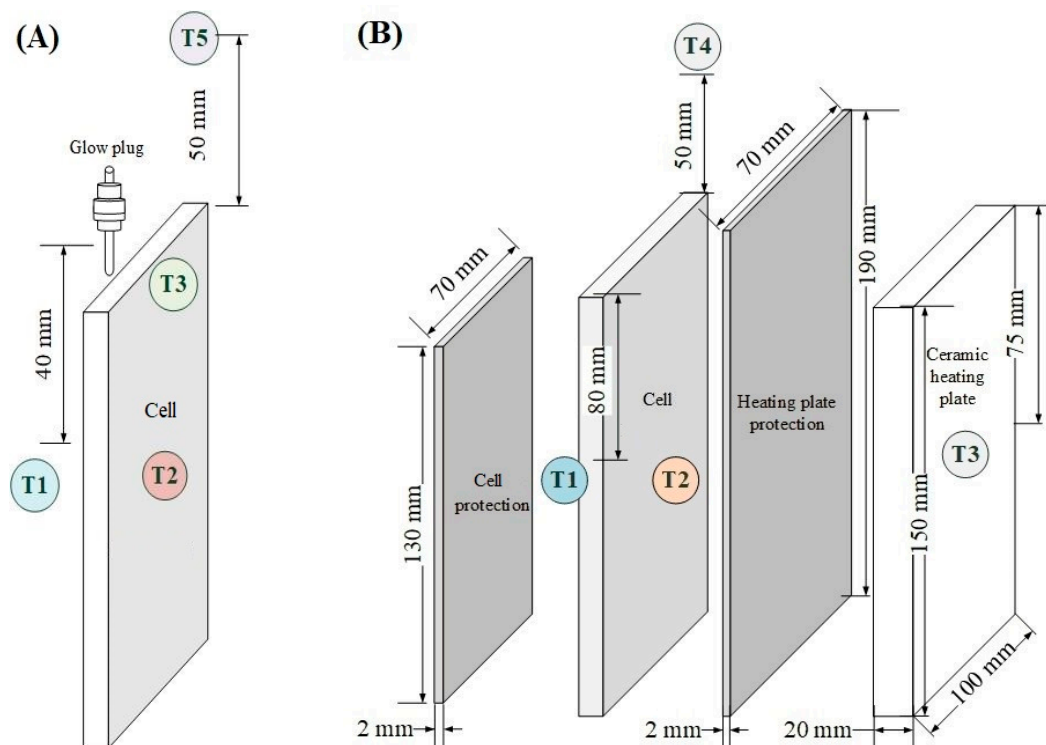 (A)
T5
50 mm
Glow plug
T3
40 mm
Cell
T1
T2
(B)
T4
50 mm
70 mm
70 mm
190 mm
75 mm
80 mm
Cell
Heating plate
protection
Ceramic
heating
plate
T3
T1
T2
Cell
protection
130 mm
150 mm
100 mm
2 mm
2 mm
20 mm